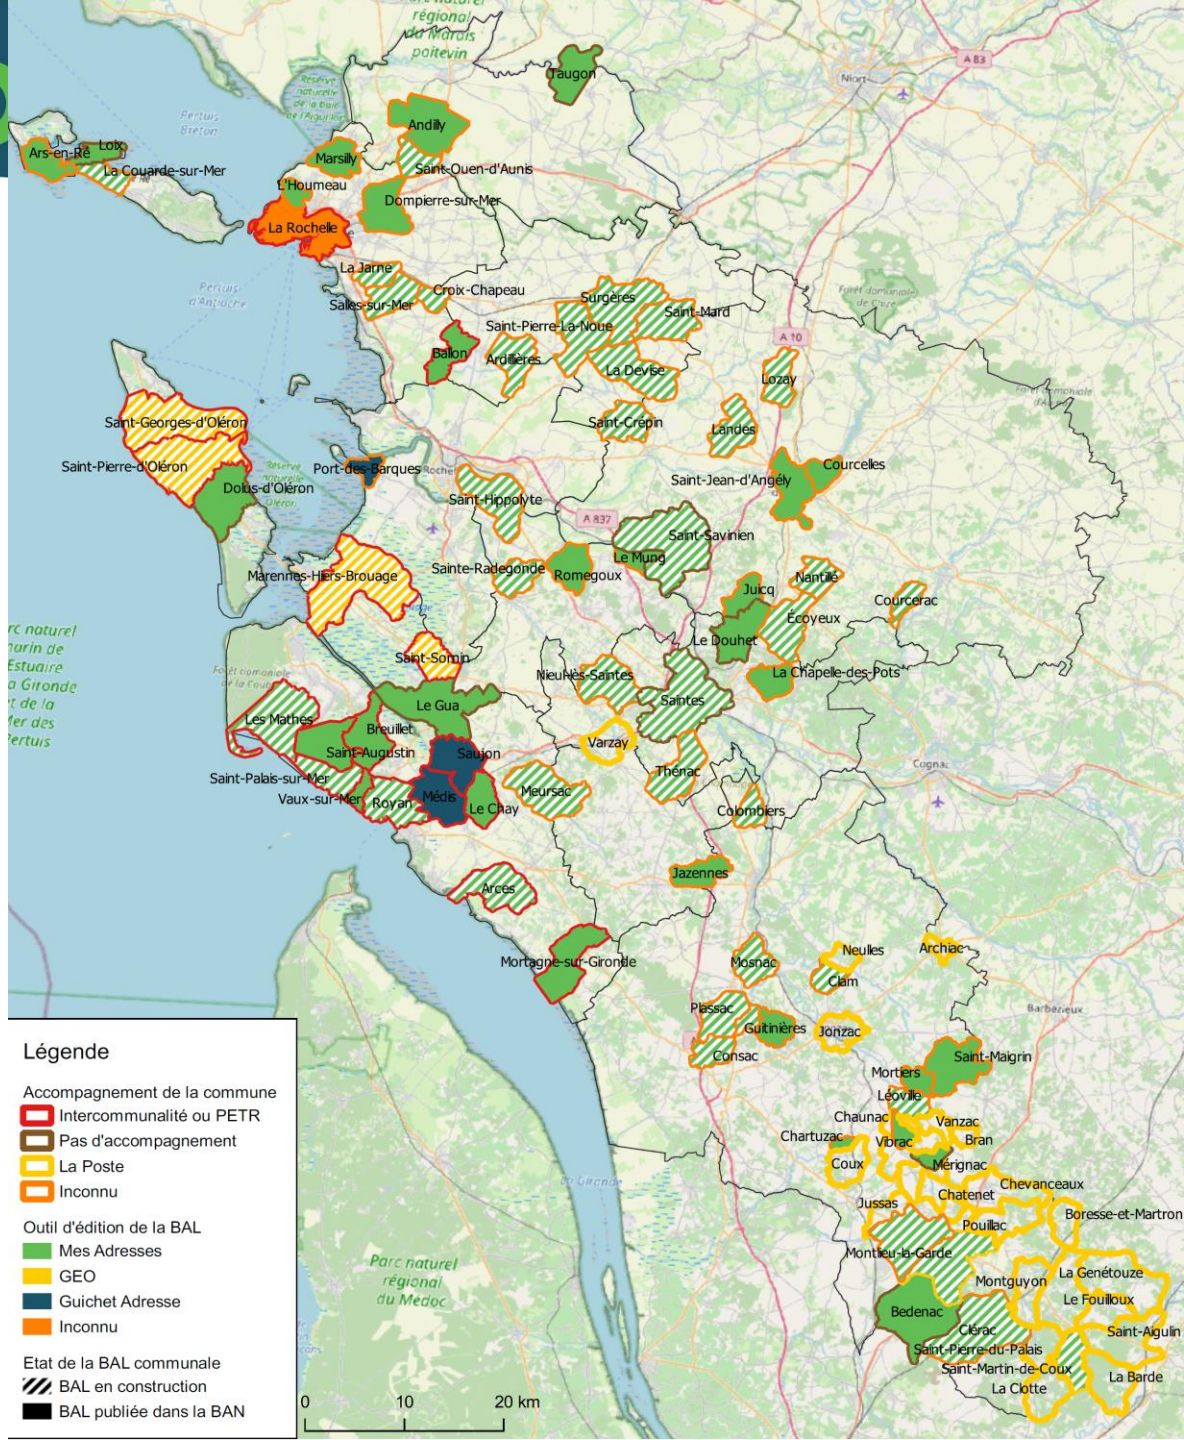 régional
du Marais
poitevin
A 83
Taugon
Niort
Réserve
naturelle
de la baie
de l'Aiguillon
Pertuis
Breton
Andilly
Ars-en-Ré
Loix
Marsilly
La Couarde-sur-Mer
Saint-Ouen-d'Aunis
L'Houmeau
Dompierre-sur-Mer
La Rochelle
La Jarne
Pertuis
d'Antioche
Croix-Chapeau
Salles-sur-Mer
Surgères
Saint-Mard
Saint-Pierre-La-Noue
A 10
Ballon
Ardillières
La Devise
Lozay
Saint-Georges-d'Oléron
Saint-Crépin
Landes
Saint-Pierre-d'Oléron
Port-des-Barques
Courcelles
Saint-Jean-d'Angély
Dolus-d'Oléron
Saint-Hippolyte
A 837
Saint-Savinien
Le Mung
Sainte-Radegonde
Romegoux
Marennes-Hiers-Brouage
Nantillé
Juicq
Courcerac
Écoyeux
Le Douhet
Saint-Sornin
Nieul-lès-Saintes
La Chapelle-des-Pots
Saintes
Le Gua
Les Mathes
Breuillet
Saint-Augustin
Saujon
Varzay
Cognac
Saint-Palais-sur-Mer
Thénac
Vaux-sur-Mer
Royan
Médis
Le Chay
Meursac
Colombiers
Jazennes
Arces
Mortagne-sur-Gironde
Mosnac
Neulles
Archiac
Clam
Plassac
Guitinières
Jonzac
Barbezieux
Consac
Saint-Maigrin
Mortiers
Léoville
Chaunac
Vanzac
Chartuzac
Vibrac
Bran
Coux
Mérignac
Chevanceaux
Jussas
Chatenet
Boresse-et-Martron
Pouillac
Montlieu-la-Garde
Montguyon
La Genétouze
Le Fouilloux
Bedenac
Clérac
Saint-Aigulin
Saint-Pierre-du-Palais
Saint-Martin-de-Coux
La Barde
La Clotte
La Gironde
Parc naturel
régional
du Médoc
Légende
Accompagnement de la commune
Intercommunalité ou PETR
Pas d'accompagnement
La Poste
Inconnu
Outil d'édition de la BAL
Mes Adresses
GEO
Guichet Adresse
Inconnu
Etat de la BAL communale
BAL en construction
BAL publiée dans la BAN
0 10 20 km